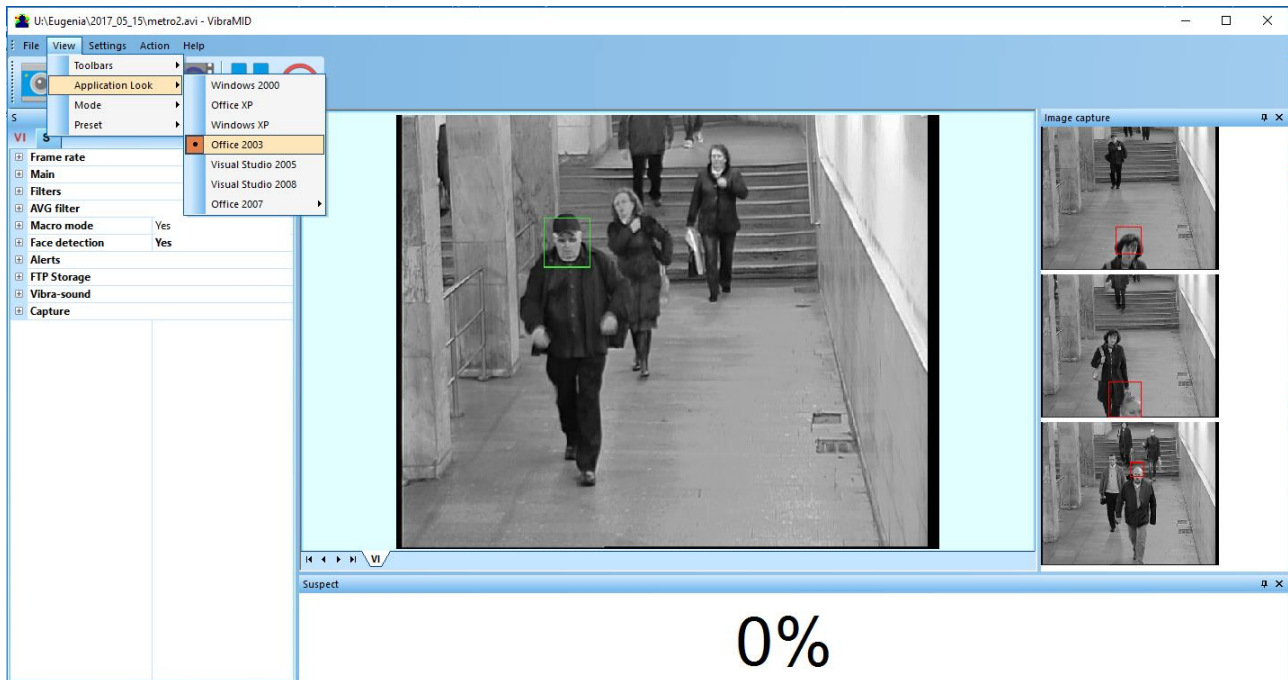 U:\Eugenia\2017_05_15\metro2.avi - VibraMID
File View Settings Action Help
Toolbars
Application Look
Mode
Preset
Windows 2000
Office XP
Windows XP
Office 2003
Visual Studio 2005
Visual Studio 2008
Office 2007
S
VI S
Frame rate
Main
Filters
AVG filter
Macro mode Yes
Face detection Yes
Alerts
FTP Storage
Vibra-sound
Capture
Image capture
VI
Suspect
0%